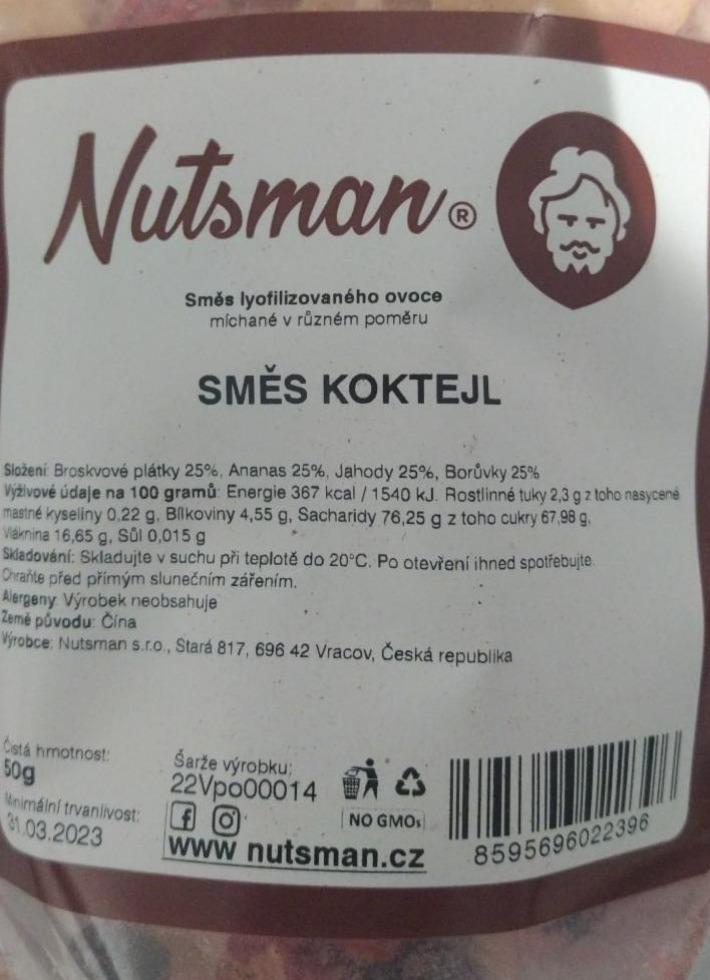 Nutsman®
Směs lyofilizovaného ovoce
míchané v různém poměru
SMĚS KOKTEJL
Složení: Broskvové plátky 25%, Ananas 25%, Jahody 25%, Borůvky 25%
Výživové údaje na 100 gramů: Energie 367 kcal / 1540 kJ. Rostlinné tuky 2,3 g z toho nasycené
mastné kyseliny 0,22 g, Bílkoviny 4,55 g, Sacharidy 76,25 g z toho cukry 67,98 g,
Vláknina 16,65 g, Sůl 0,015 g
Skladování: Skladujte v suchu při teplotě do 20°C. Po otevření ihned spotřebujte.
Chraňte před přímým slunečním zářením.
Alergeny: Výrobek neobsahuje
Země původu: Čína
Výrobce: Nutsman s.r.o., Stará 817, 696 42 Vracov, Česká republika
Čistá hmotnost:
50g
Minimální trvanlivost:
31.03.2023
Šarže výrobku:
22Vpo00014
NO GMOs
www nutsman.cz
8595696022396